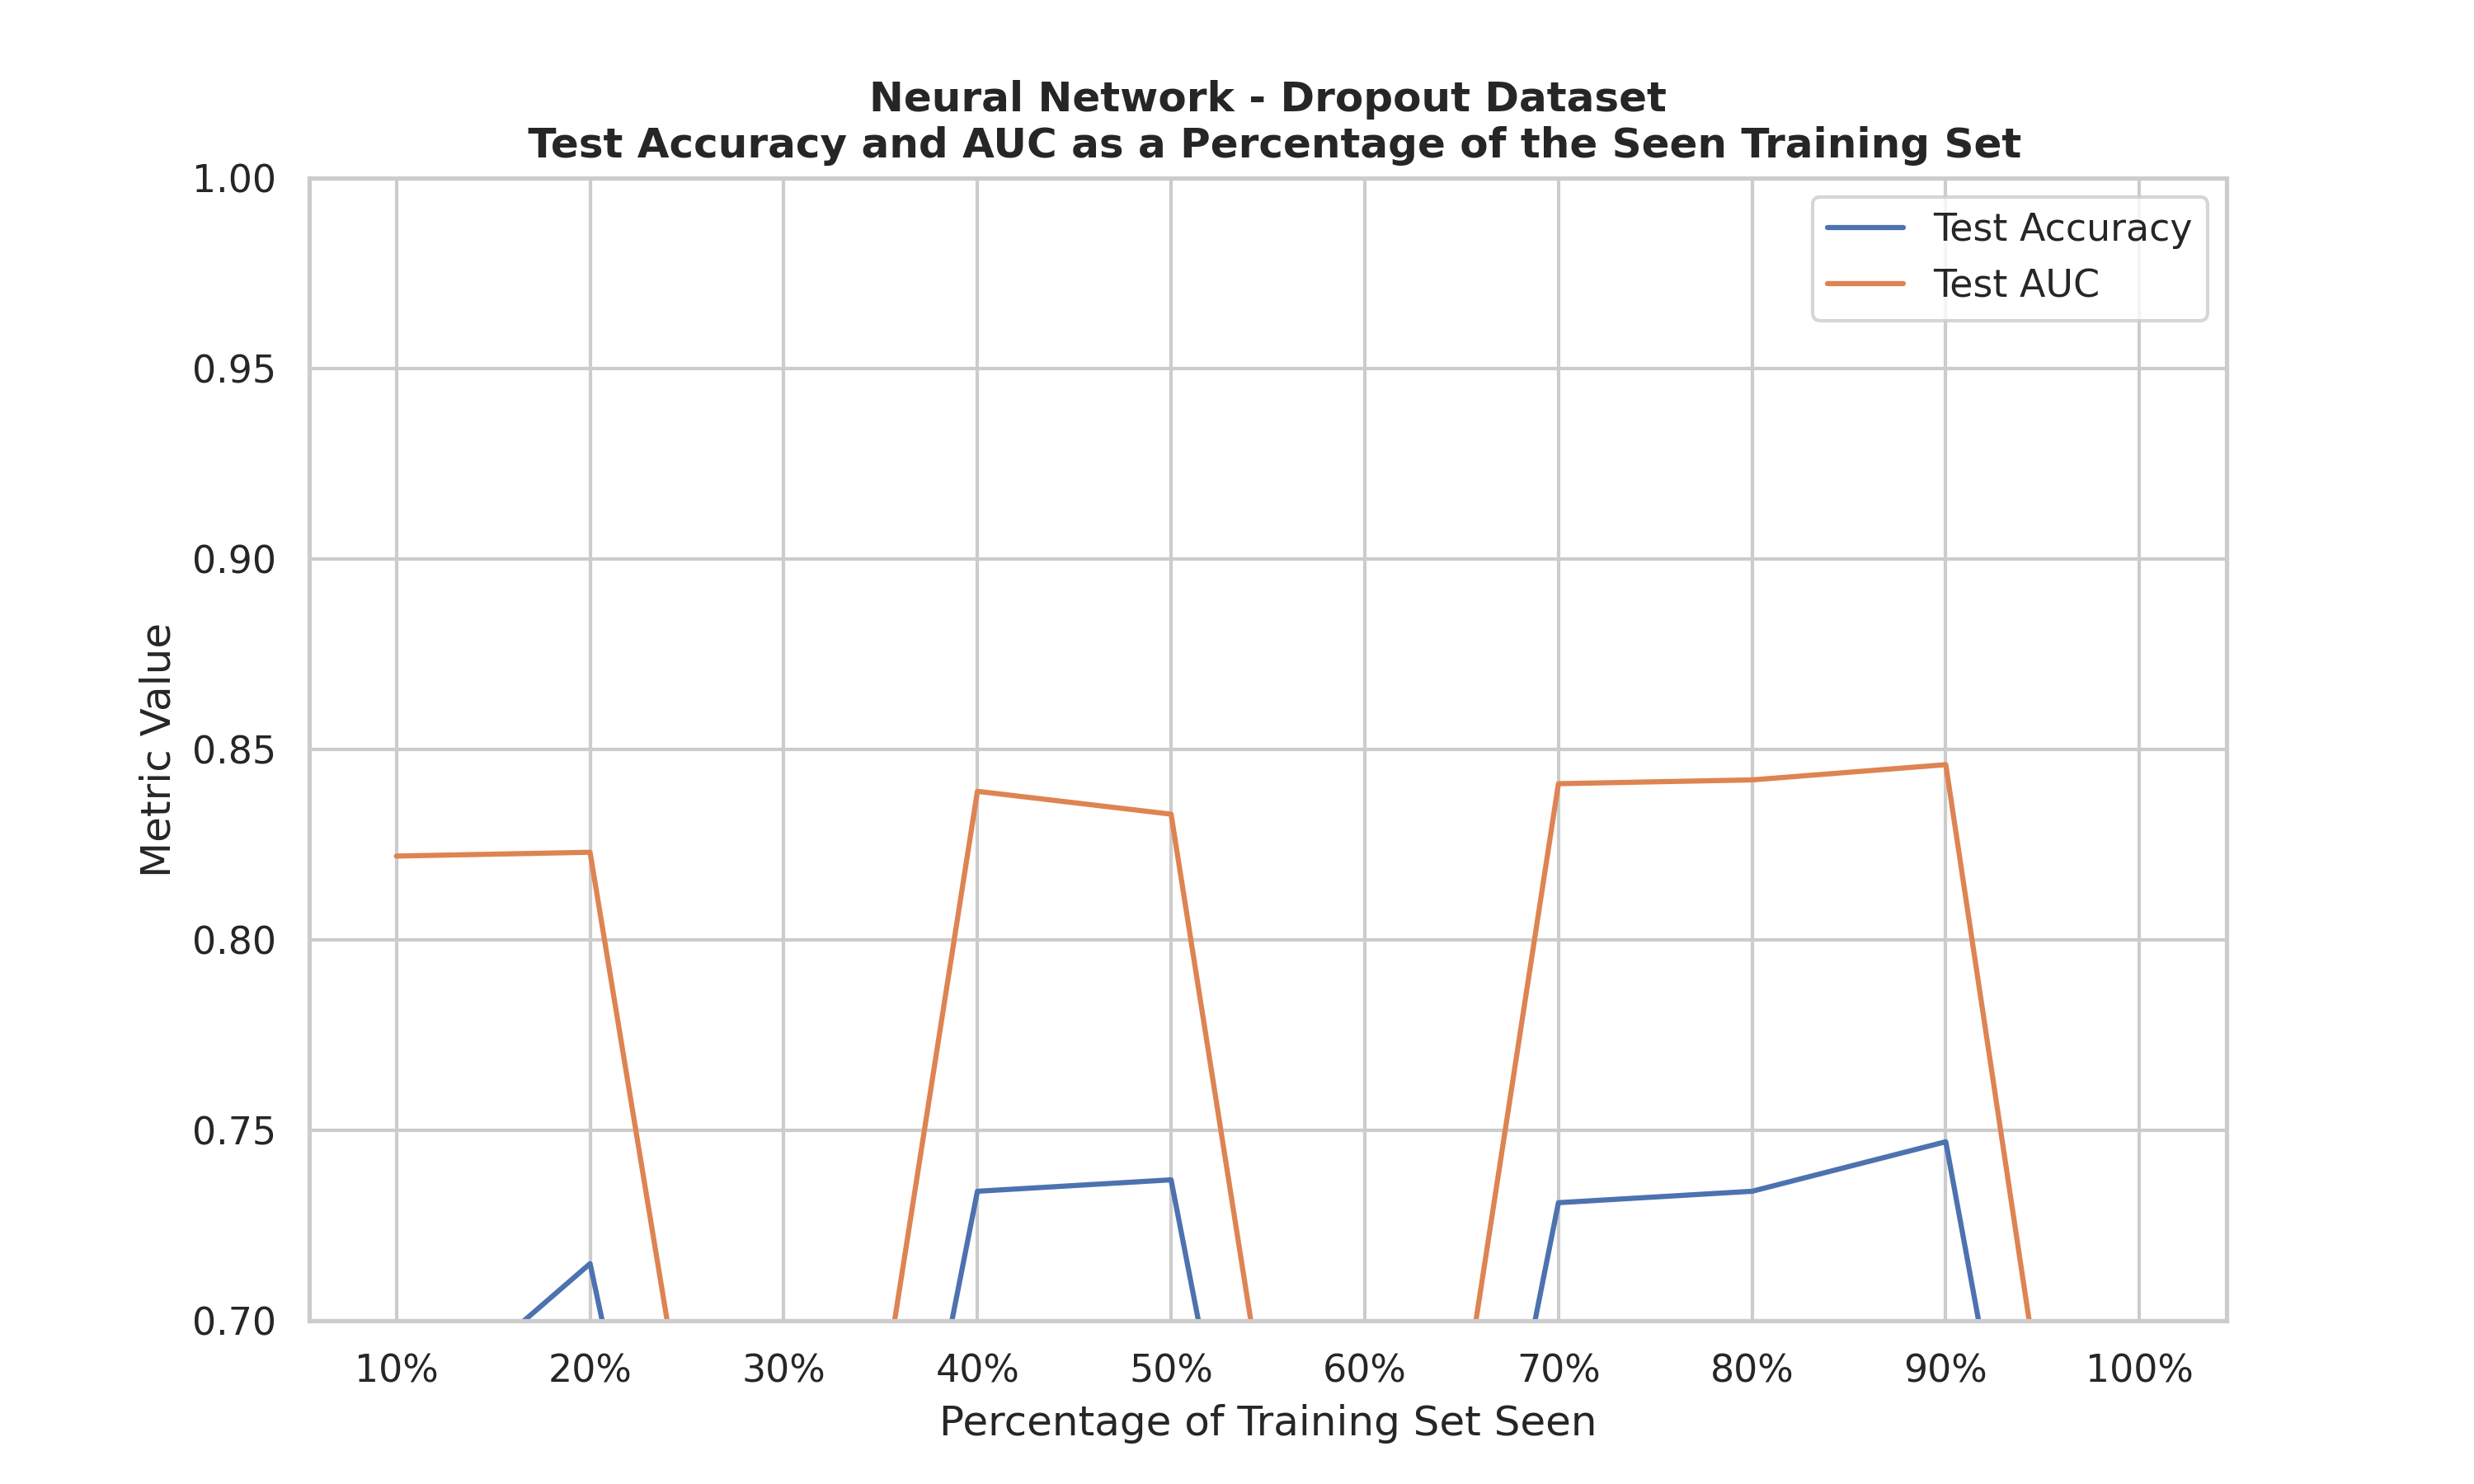 Neural Network - Dropout Dataset
Test Accuracy and AUC as a Percentage of the Seen Training Set
1.00
0.95
0.90
0.85
0.80
0.75
0.70
Metric Value
Test Accuracy
Test AUC
10% 20% 30% 40% 50% 60% 70% 80% 90% 100%
Percentage of Training Set Seen